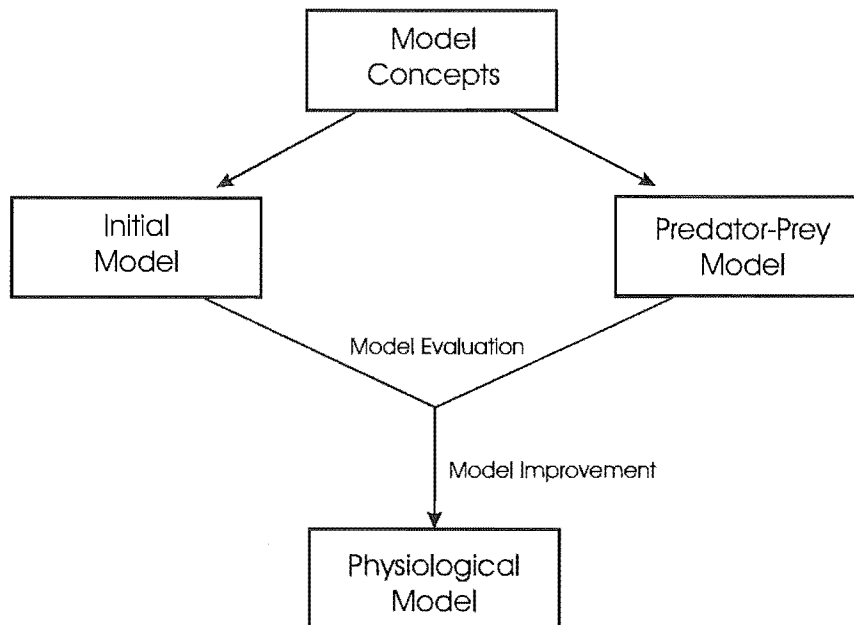 Model
Concepts
Initial
Model
Predator-Prey
Model
Model Evaluation
Model Improvement
Physiological
Model